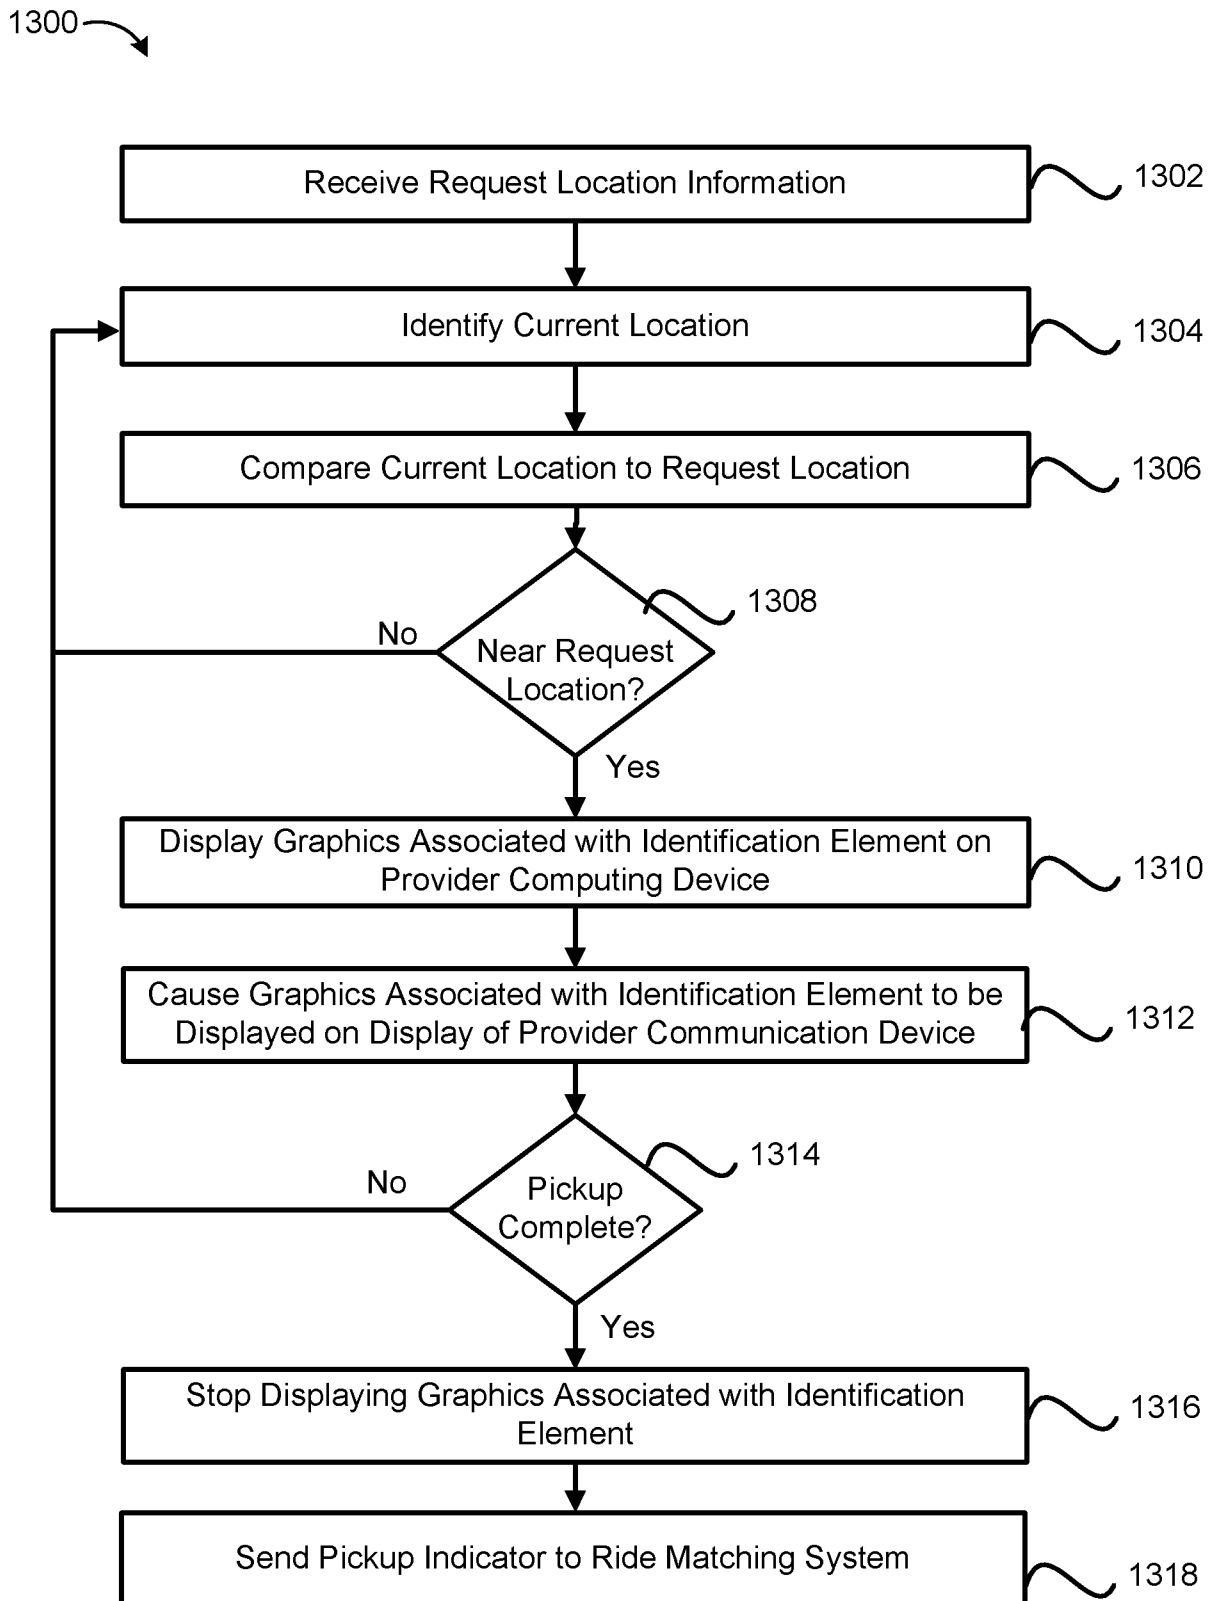 1300
Receive Request Location Information
1302
Identify Current Location
1304
Compare Current Location to Request Location
1306
1308
No
Near Request
Location?
Yes
Display Graphics Associated with Identification Element on
Provider Computing Device
1310
Cause Graphics Associated with Identification Element to be
Displayed on Display of Provider Communication Device
1312
1314
No
Pickup
Complete?
Yes
Stop Displaying Graphics Associated with Identification
Element
1316
Send Pickup Indicator to Ride Matching System
1318